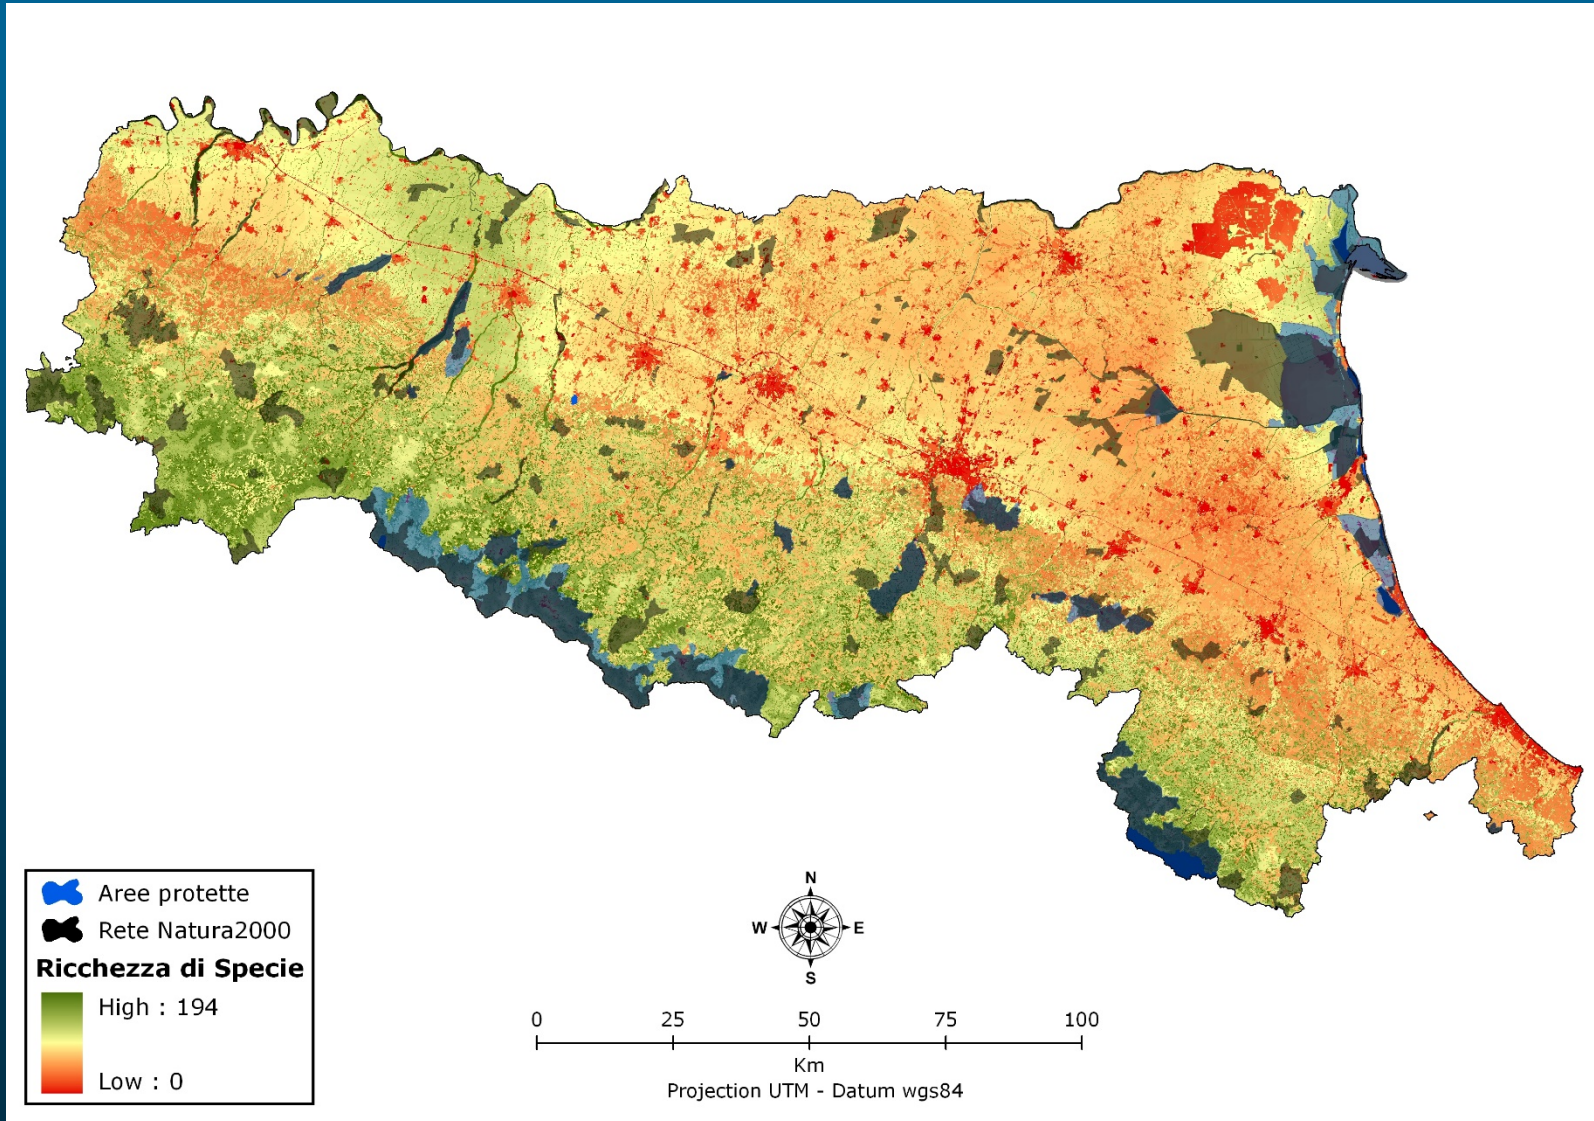 Aree protette
Rete Natura2000
Ricchezza di Specie
High : 194
Low : 0
N
W E
S
0 25 50 75 100
Km
Projection UTM - Datum wgs84